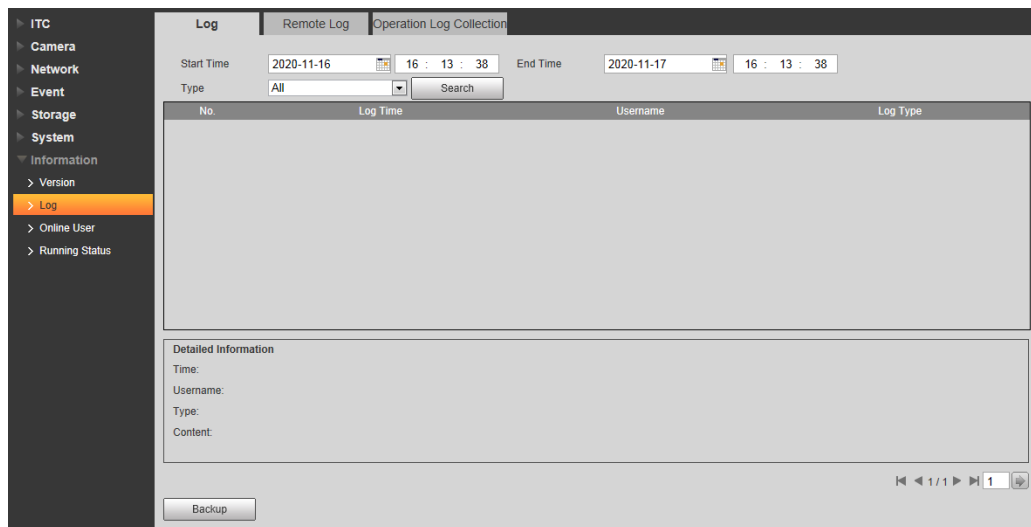 ITC
Camera
Network
Event
Storage
System
Information
Version
Log
Online User
Running Status
Log Remote Log Operation Log Collection
Start Time 2020-11-16 16 : 13 : 38 End Time 2020-11-17 16 : 13 : 38
Type All Search
No. Log Time Username Log Type
Detailed Information
Time:
Username:
Type:
Content:
1 / 1 1
Backup